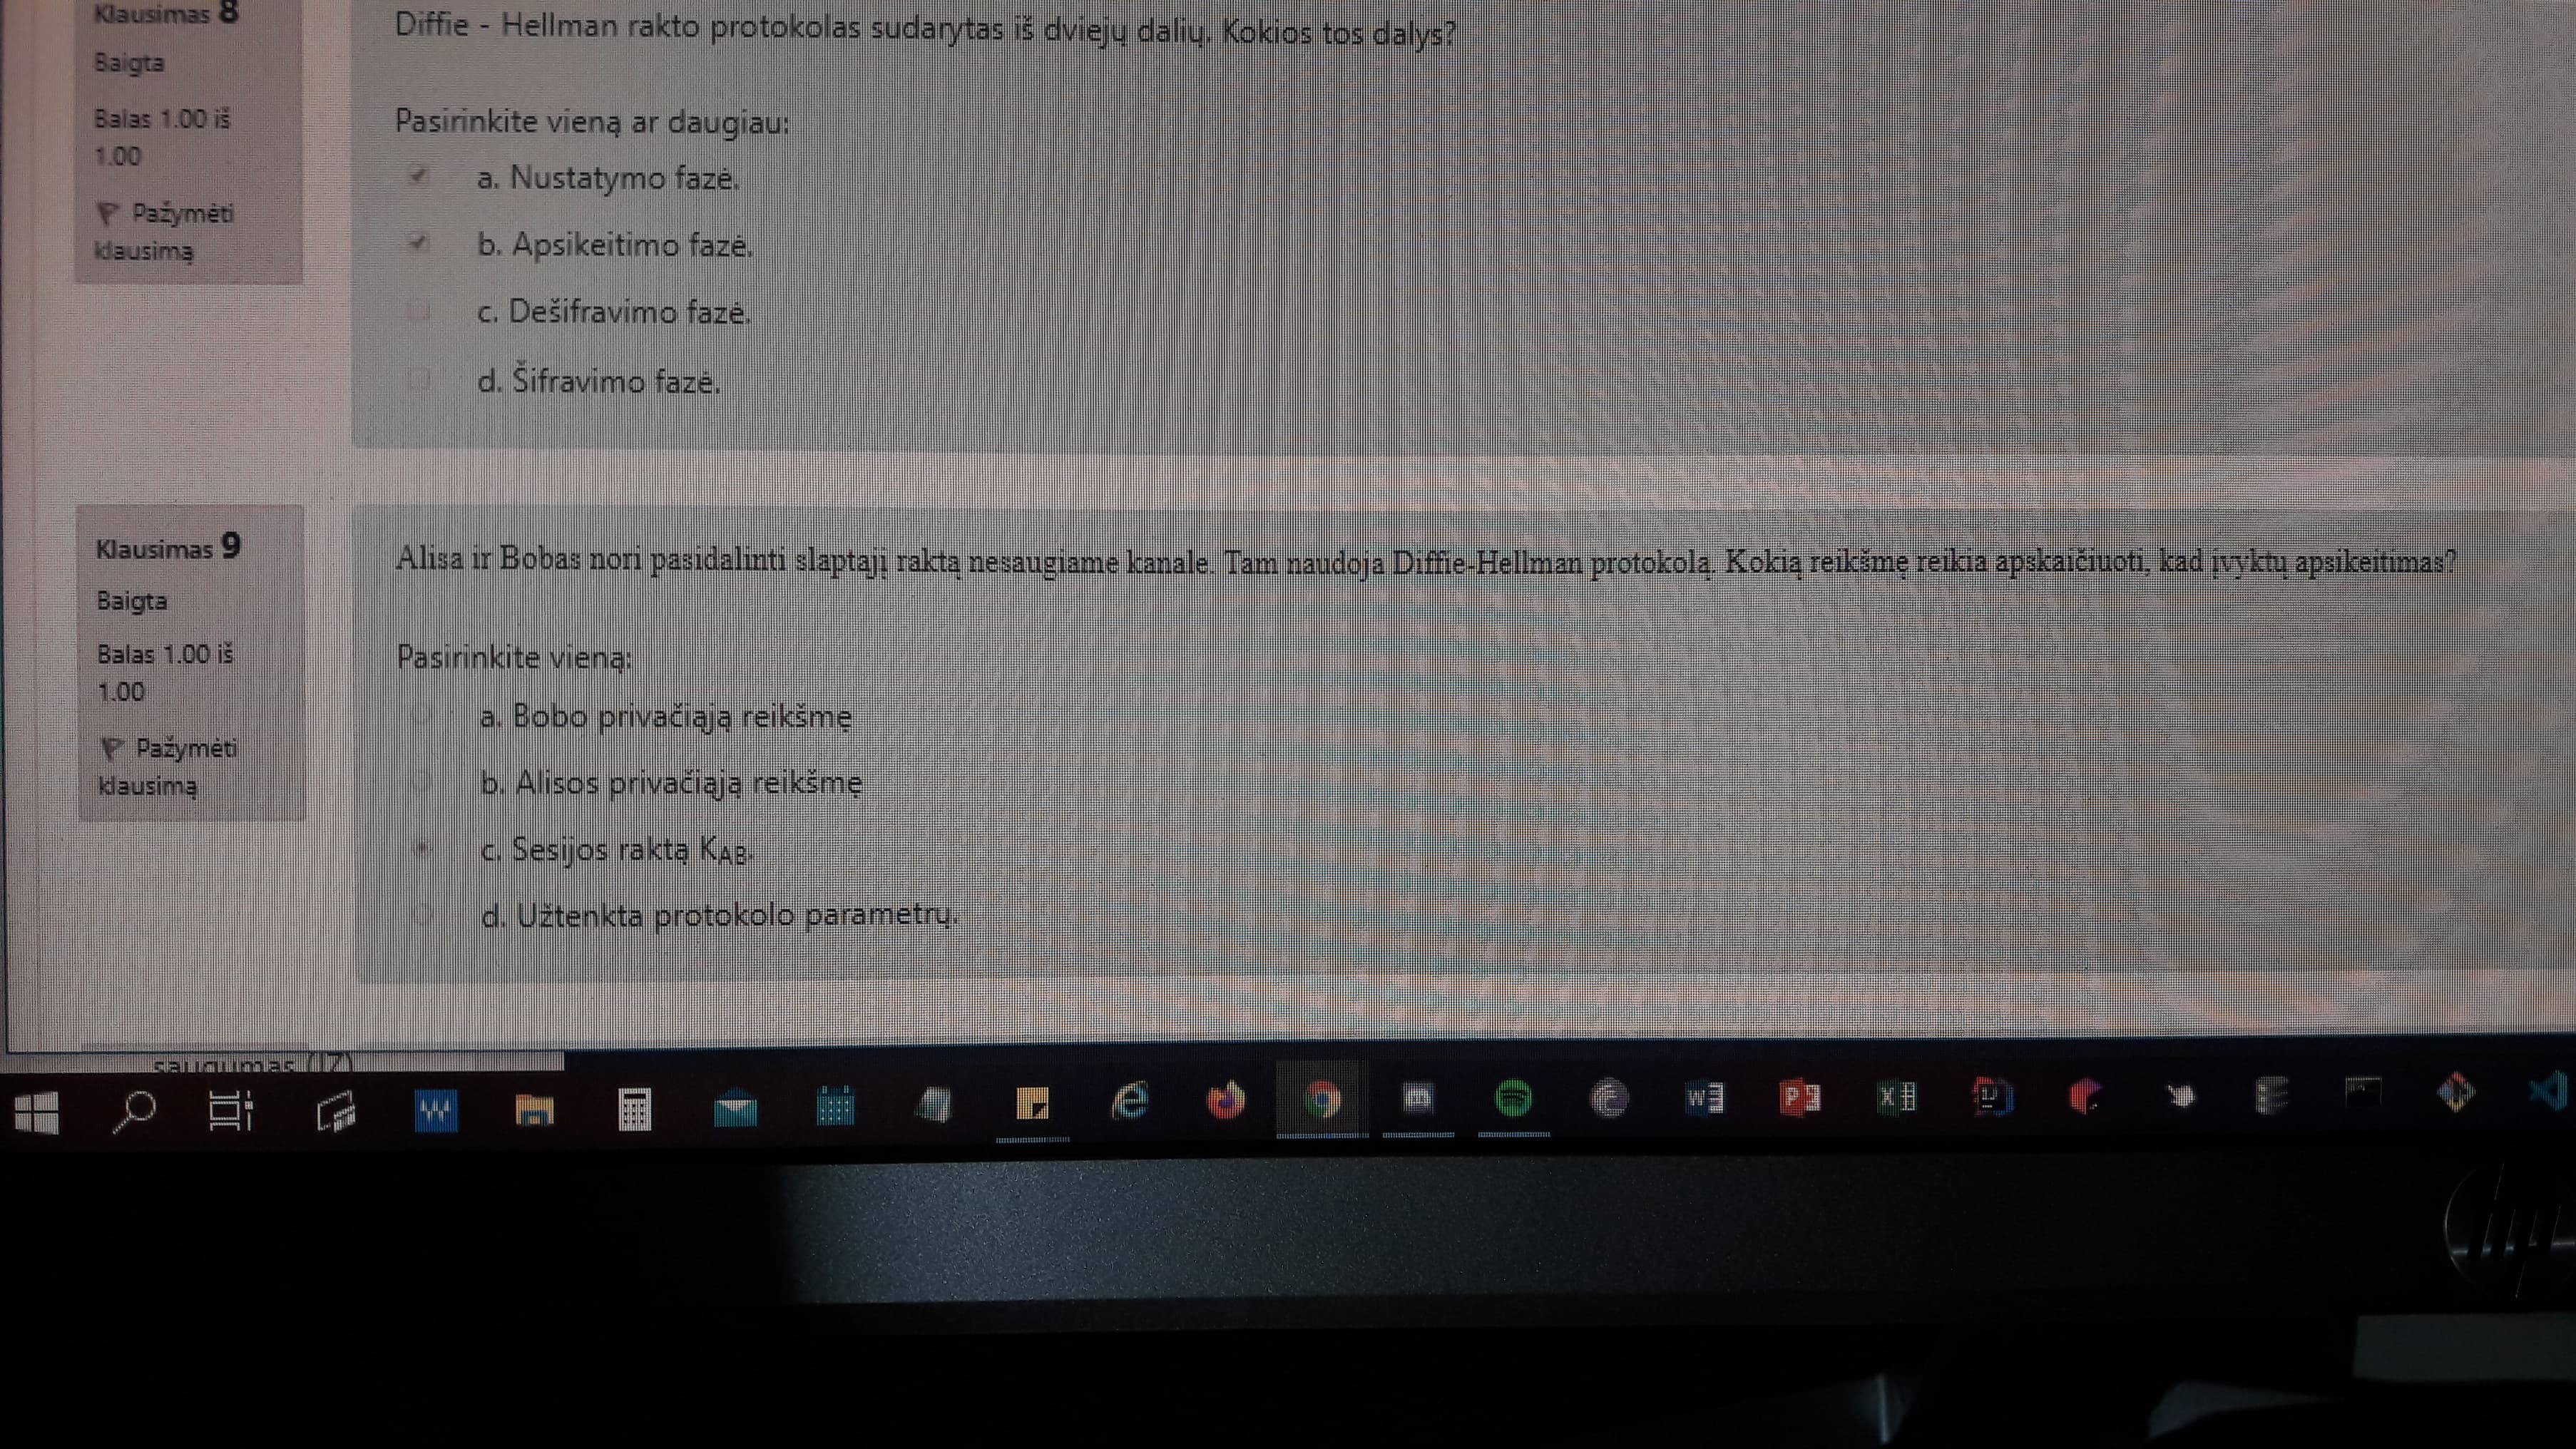 Klausimas 8
Baigta
Balas 1.00 iš
1.00
Pažymėti
klausimą
Diffie - Hellman rakto protokolas sudarytas iš dviejų dalių. Kokios tos dalys?
Pasirinkite vieną ar daugiau:
a. Nustatymo fazė.
b. Apsikeitimo fazė.
c. Dešifravimo fazė.
d. Šifravimo fazė.
Klausimas 9
Baigta
Balas 1.00 iš
1.00
Pažymėti
klausimą
Alisa ir Bobas nori pasidalinti slaptąjį raktą nesaugiame kanale. Tam naudoja Diffie-Hellman protokolą. Kokią reikšmę reikia apskaičiuoti, kad įvyktų apsikeitimas?
Pasirinkite vieną:
a. Bobo privačiąją reikšmę
b. Alisos privačiąją reikšmę
c. Sesijos raktą KAB.
d. Užtenkta protokolo parametrų.
saugumas (17)
hp